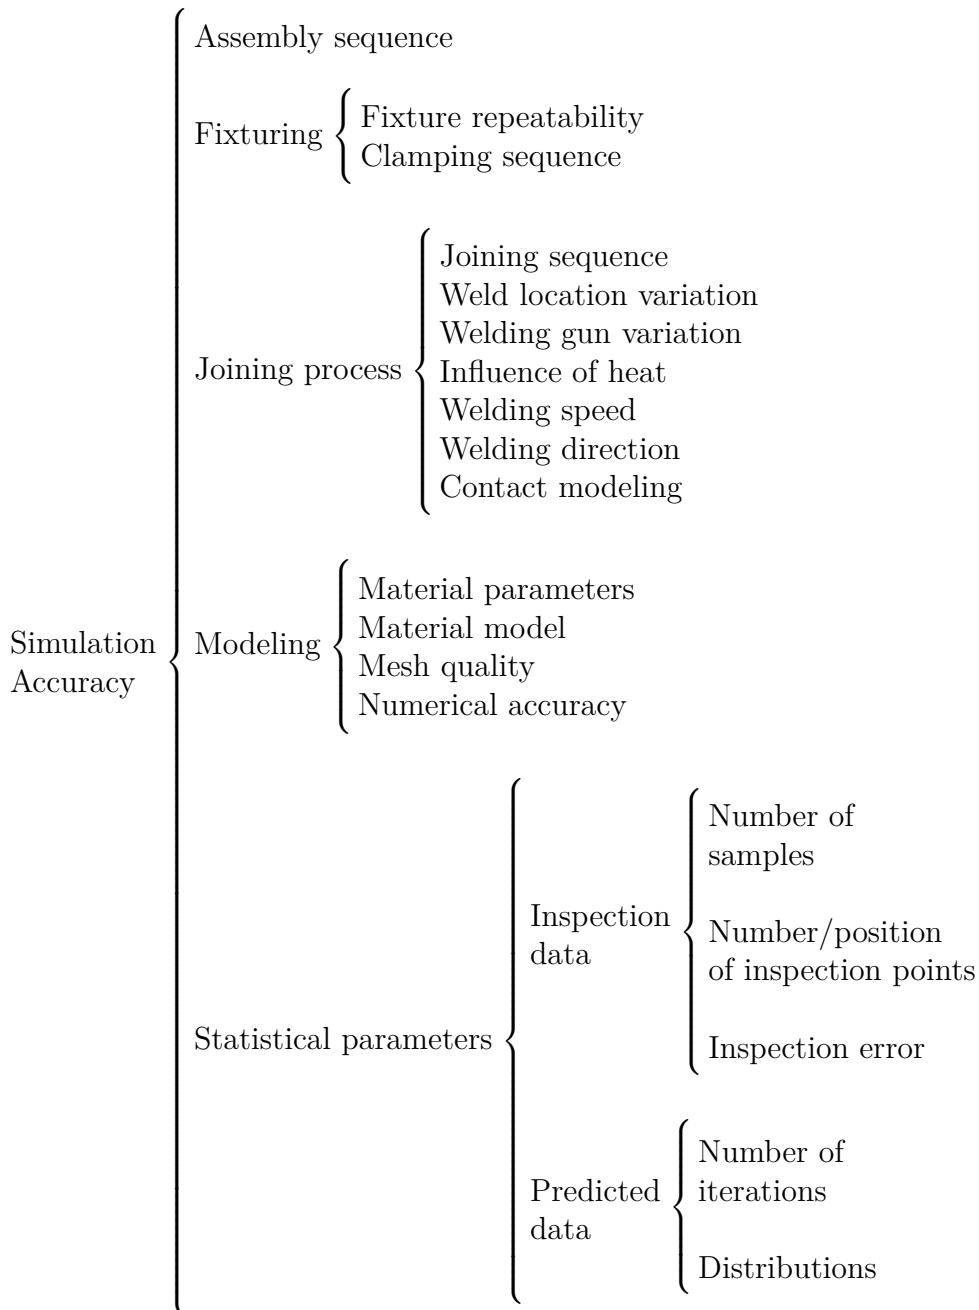 Simulation
Accuracy
Assembly sequence
Fixturing
Fixture repeatability
Clamping sequence
Joining process
Joining sequence
Weld location variation
Welding gun variation
Influence of heat
Welding speed
Welding direction
Contact modeling
Modeling
Material parameters
Material model
Mesh quality
Numerical accuracy
Statistical parameters
Inspection
data
Number of
samples
Number/position
of inspection points
Inspection error
Predicted
data
Number of
iterations
Distributions